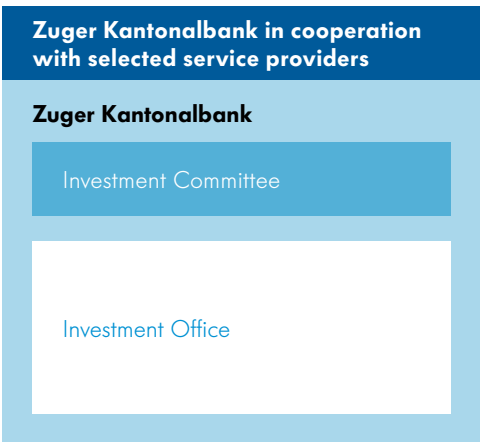 Zuger Kantonalbank in cooperation
with selected service providers
Zuger Kantonalbank
Investment Committee
Investment Office